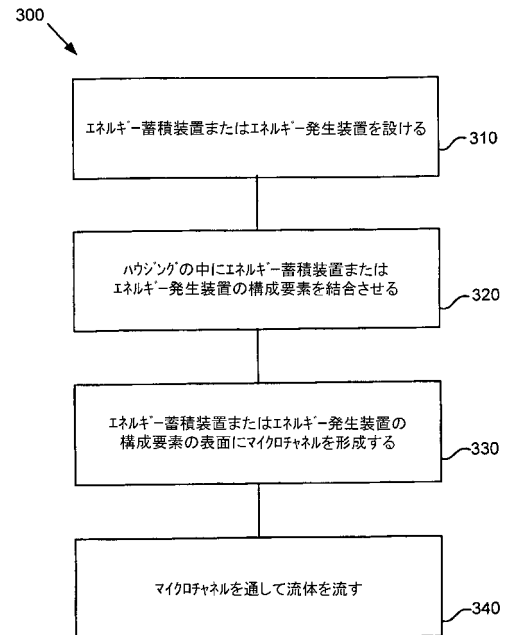 300
エネルギー蓄積装置またはエネルギー発生装置を設ける
310
ハウジングの中にエネルギー蓄積装置または
エネルギー発生装置の構成要素を結合させる
320
エネルギー蓄積装置またはエネルギー発生装置の
構成要素の表面にマイクロチャネルを形成する
330
マイクロチャネルを通して流体を流す
340